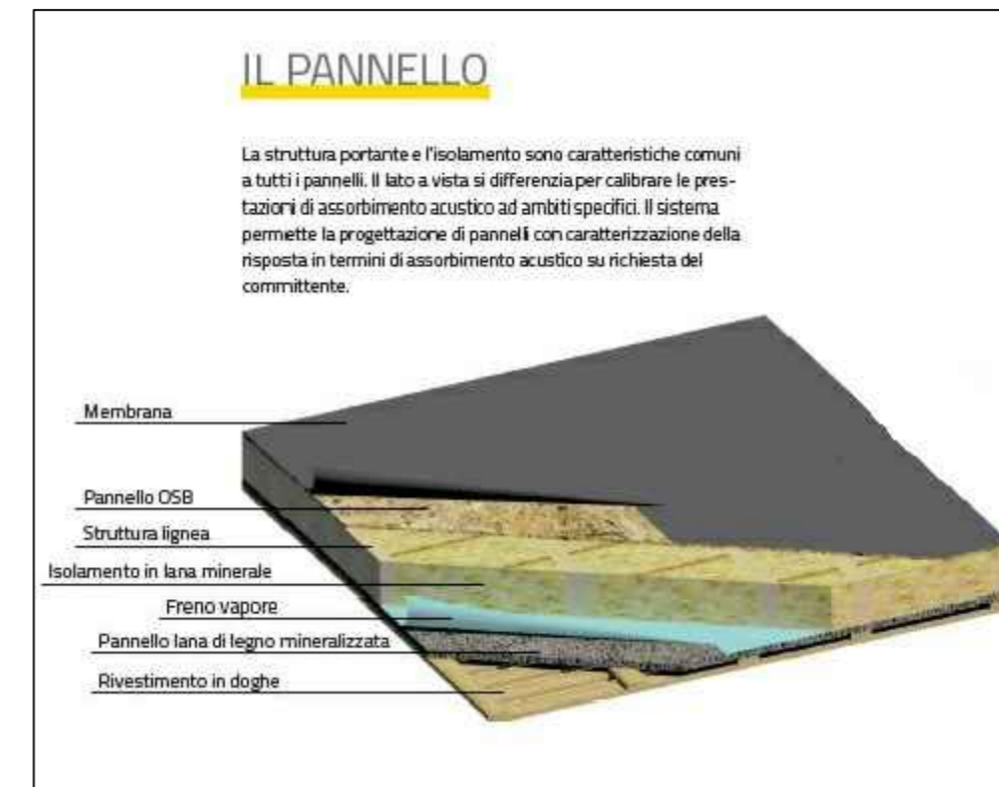 IL PANNELLO
La struttura portante e l'isolamento sono caratteristiche comuni
a tutti i pannelli. Il lato a vista si differenzia per calibrare le pres-
tazioni di assorbimento acustico ad ambiti specifici. Il sistema
permette la progettazione di pannelli con caratterizzazione della
risposta in termini di assorbimento acustico su richiesta del
committente.
Membrana
Pannello OSB
Struttura lignea
Isolamento in lana minerale
Freno vapore
Pannello lana di legno mineralizzata
Rivestimento in doghe